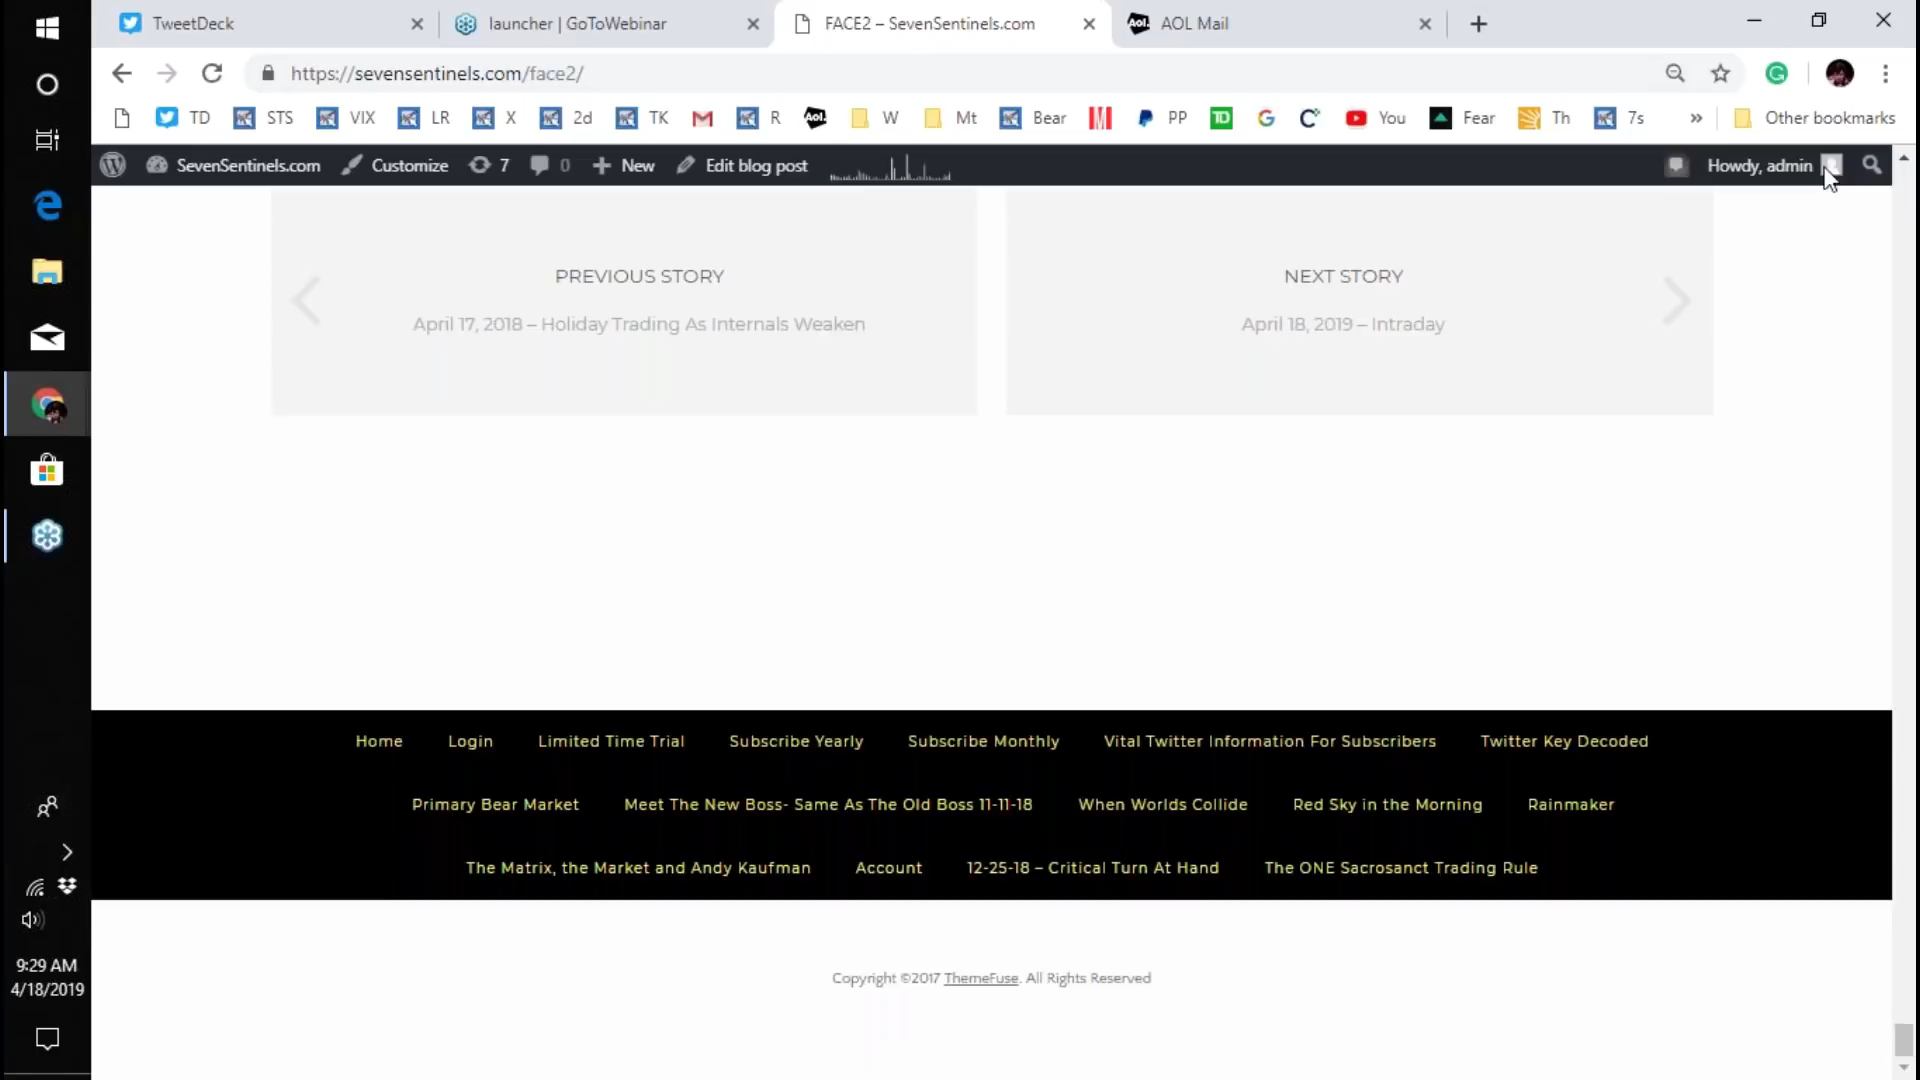 TweetDeck
launcher | GoToWebinar
FACE2 – SevenSentinels.com
AOL Mail
https://sevensentinels.com/face2/
TD STS VIX LR X 2d TK R Aol. W Mt Bear PP TD You Fear Th 7s » Other bookmarks
SevenSentinels.com Customize 7 0 New Edit blog post Howdy, admin
PREVIOUS STORY
April 17, 2018 – Holiday Trading As Internals Weaken
NEXT STORY
April 18, 2019 – Intraday
Home Login Limited Time Trial Subscribe Yearly Subscribe Monthly Vital Twitter Information For Subscribers Twitter Key Decoded
Primary Bear Market Meet The New Boss- Same As The Old Boss 11-11-18 When Worlds Collide Red Sky in the Morning Rainmaker
The Matrix, the Market and Andy Kaufman Account 12-25-18 – Critical Turn At Hand The ONE Sacrosanct Trading Rule
Copyright ©2017 ThemeFuse. All Rights Reserved
9:29 AM
4/18/2019